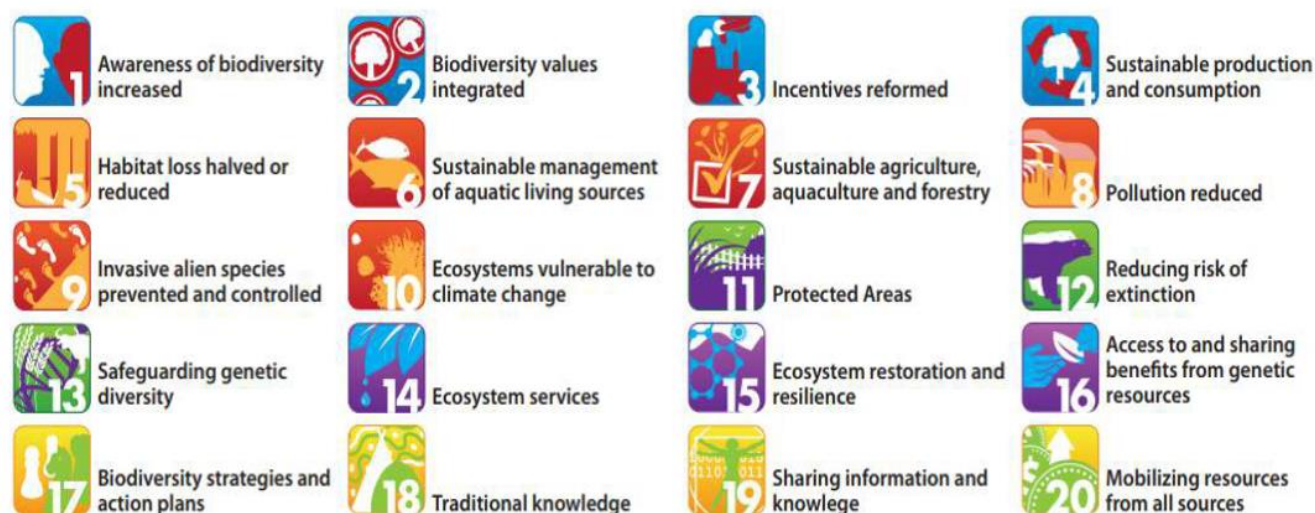 1 Awareness of biodiversity
increased
2 Biodiversity values
integrated
3 Incentives reformed
4 Sustainable production
and consumption
5 Habitat loss halved or
reduced
6 Sustainable management
of aquatic living sources
7 Sustainable agriculture,
aquaculture and forestry
8 Pollution reduced
9 Invasive alien species
prevented and controlled
10 Ecosystems vulnerable to
climate change
11 Protected Areas
12 Reducing risk of
extinction
13 Safeguarding genetic
diversity
14 Ecosystem services
15 Ecosystem restoration and
resilience
16 Access to and sharing
benefits from genetic
resources
17 Biodiversity strategies and
action plans
18 Traditional knowledge
19 Sharing information and
knowlege
20 Mobilizing resources
from all sources